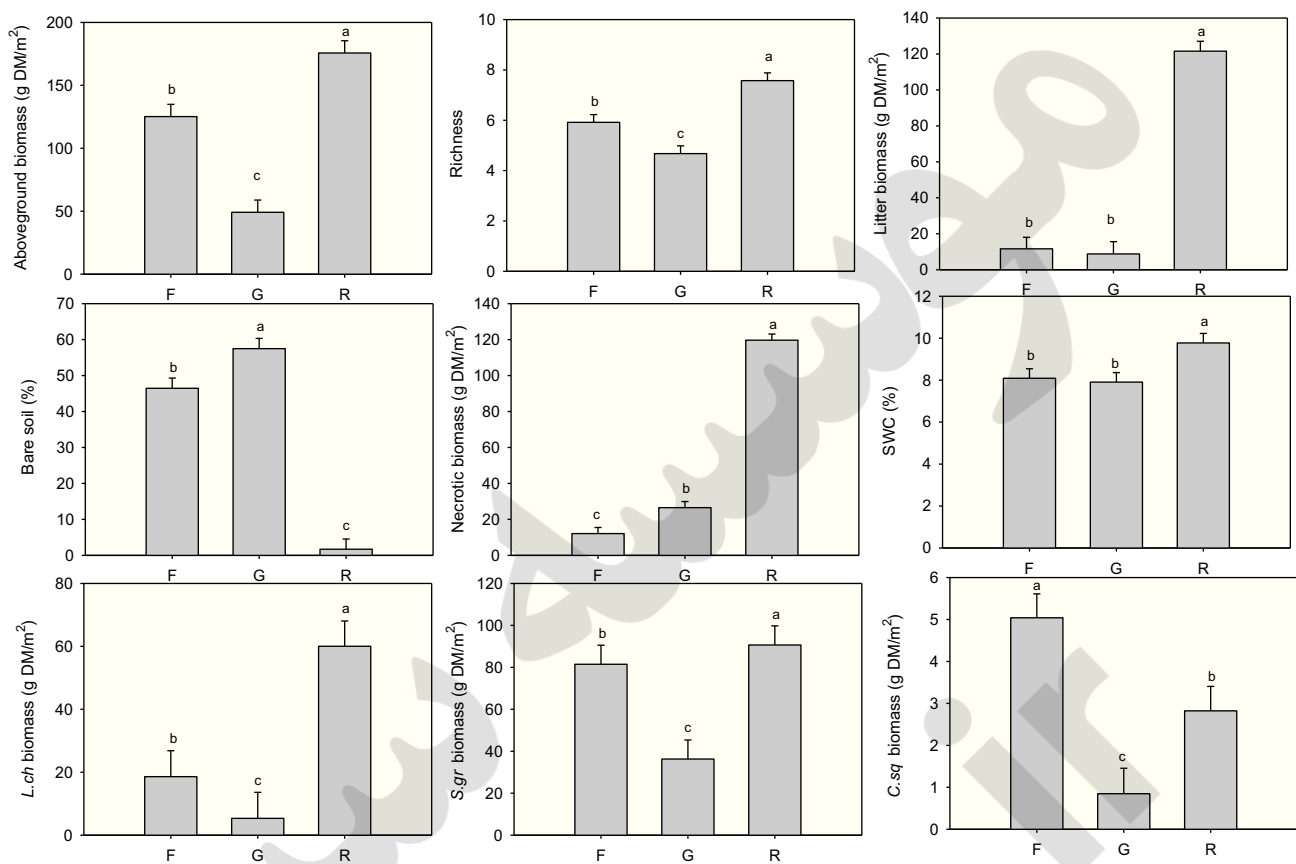 Aboveground biomass (g DM/m²)
200
150
100
50
0
b
c
a
F G R
Richness
10
8
6
4
2
0
b
c
a
F G R
Litter biomass (g DM/m²)
140
120
100
80
60
40
20
0
b
b
a
F G R
Bare soil (%)
70
60
50
40
30
20
10
0
b
a
c
F G R
Necrotic biomass (g DM/m²)
140
120
100
80
60
40
20
0
c
b
a
F G R
SWC (%)
12
10
8
6
4
2
0
b
b
a
F G R
L.ch biomass (g DM/m²)
80
60
40
20
0
b
c
a
F G R
S.gr biomass (g DM/m²)
120
100
80
60
40
20
0
b
c
a
F G R
C.sq biomass (g DM/m²)
6
5
4
3
2
1
0
a
c
b
F G R
ir